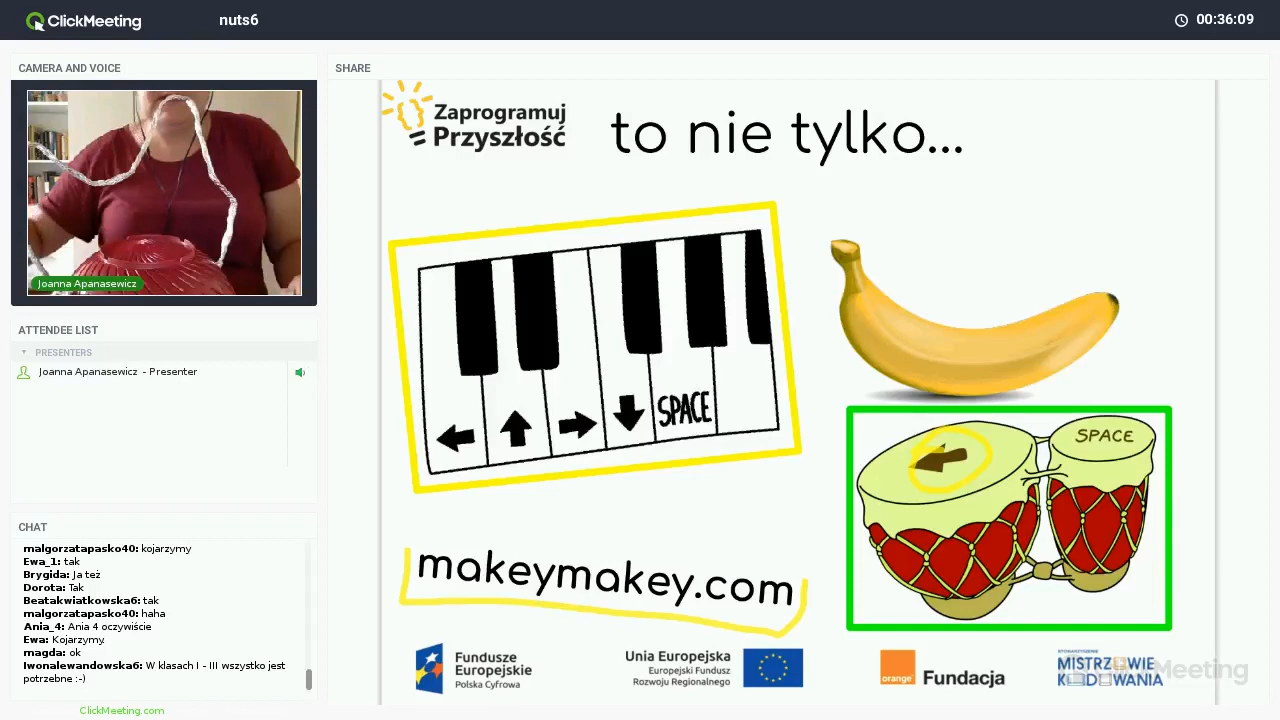 ClickMeeting
nuts6
00:36:09
CAMERA AND VOICE
Joanna Apanasewicz
ATTENDEE LIST
PRESENTERS
Joanna Apanasewicz - Presenter
CHAT
malgorzatapasko40: kojarzymy
Ewa_1: tak
Brygida: Ja też
Dorota: Tak
Beatakwiatkowska6: tak
malgorzatapasko40: haha
Ania_4: Ania 4 oczywiście
Ewa: Kojarzymy.
magda: ok
Iwonalewandowska6: W klasach I - III wszystko jest
potrzebne :-)
ClickMeeting.com
SHARE
Zaprogramuj
Przyszłość
to nie tylko...
SPACE
SPACE
makeymakey.com
Fundusze
Europejskie
Polska Cyfrowa
Unia Europejska
Europejski Fundusz
Rozwoju Regionalnego
orange
Fundacja
STOWARZYSZENIE
MISTRZOWIE
KODOWANIA
ClickMeeting